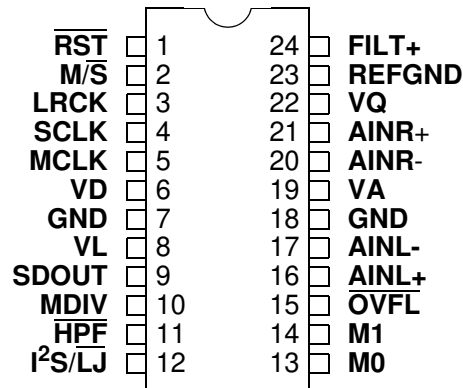 RST 1 24 FILT+
M/S 2 23 REFGND
LRCK 3 22 VQ
SCLK 4 21 AINR+
MCLK 5 20 AINR-
VD 6 19 VA
GND 7 18 GND
VL 8 17 AINL-
SDOUT 9 16 AINL+
MDIV 10 15 OVFL
HPF 11 14 M1
I²S/LJ 12 13 M0